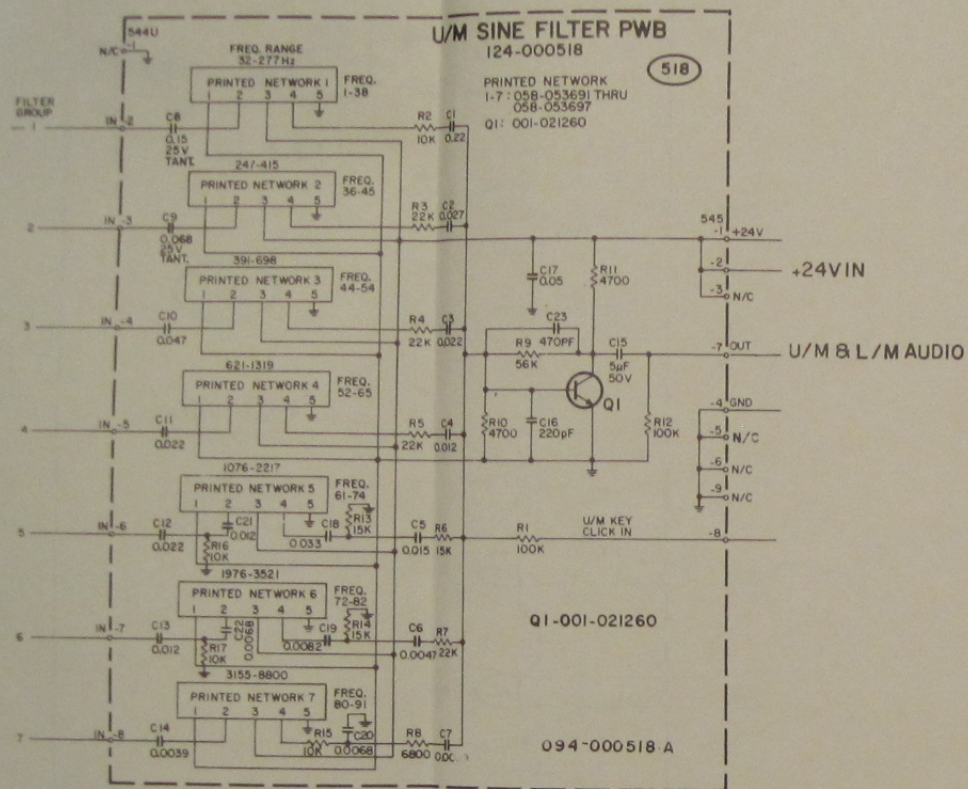 U/M SINE FILTER PWB
124-000518
518
PRINTED NETWORK
1-7: 058-053691 THRU
058-053697
Q1: 001-021260
544U
-1
N/C
FILTER
GROUP
FREQ. RANGE
32-277Hz
PRINTED NETWORK 1
1 2 3 4 5
FREQ.
1-38
1
IN -2
C8
0.15
25V
TANT.
R2
10K
C1
0.22
247-415
PRINTED NETWORK 2
1 2 3 4 5
FREQ.
36-45
2
IN -3
C9
0.068
25V
TANT.
R3
22K
C2
0.027
391-698
PRINTED NETWORK 3
1 2 3 4 5
FREQ.
44-54
3
IN -4
C10
0.047
R4
22K
C3
0.022
621-1319
PRINTED NETWORK 4
1 2 3 4 5
FREQ.
52-65
4
IN -5
C11
0.022
R5
22K
C4
0.012
1076-2217
PRINTED NETWORK 5
1 2 3 4 5
FREQ.
61-74
5
IN -6
C12
0.022
R16
10K
C21
0.012
C18
0.033
R13
15K
C5
0.015
R6
15K
1976-3521
PRINTED NETWORK 6
1 2 3 4 5
FREQ.
72-82
6
IN -7
C13
0.012
R17
10K
C22
0.0068
C19
0.0082
R14
15K
C6
0.0047
R7
22K
3155-8800
PRINTED NETWORK 7
1 2 3 4 5
FREQ.
80-91
7
IN -8
C14
0.0039
R15
10K
C20
0.0068
R8
6800
C7
C17
0.05
R11
4700
C23
470PF
R9
56K
C15
5µF
50V
Q1
R10
4700
C16
220pF
R12
100K
R1
100K
U/M KEY
CLICK IN
545
-1 +24V
-2
+24V IN
-3 N/C
-7 OUT
U/M & L/M AUDIO
-4 GND
-5 N/C
-6 N/C
-9 N/C
-8
Q1-001-021260
094-000518-A